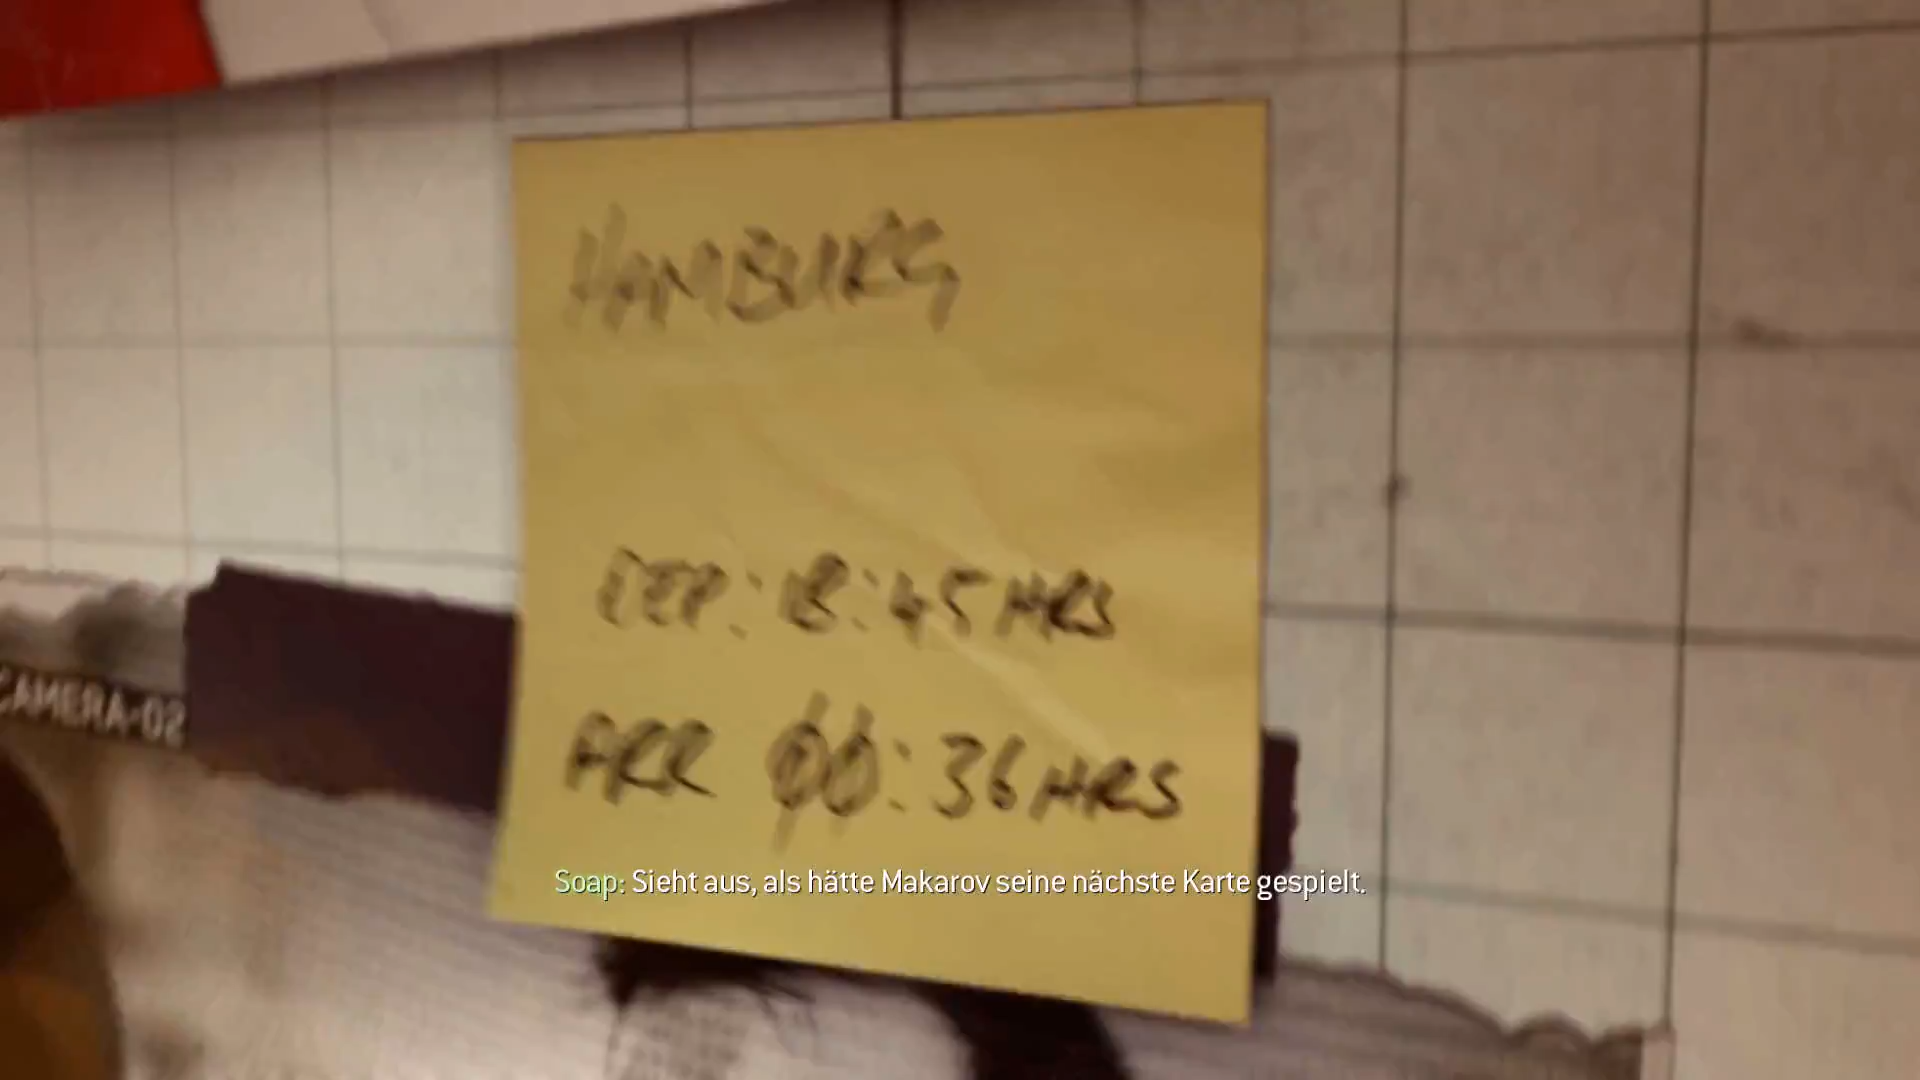 HAMBURG
DEP: 18:45 HRS
CAMERA-02
ARR 00:36 HRS
Soap: Sieht aus, als hätte Makarov seine nächste Karte gespielt.